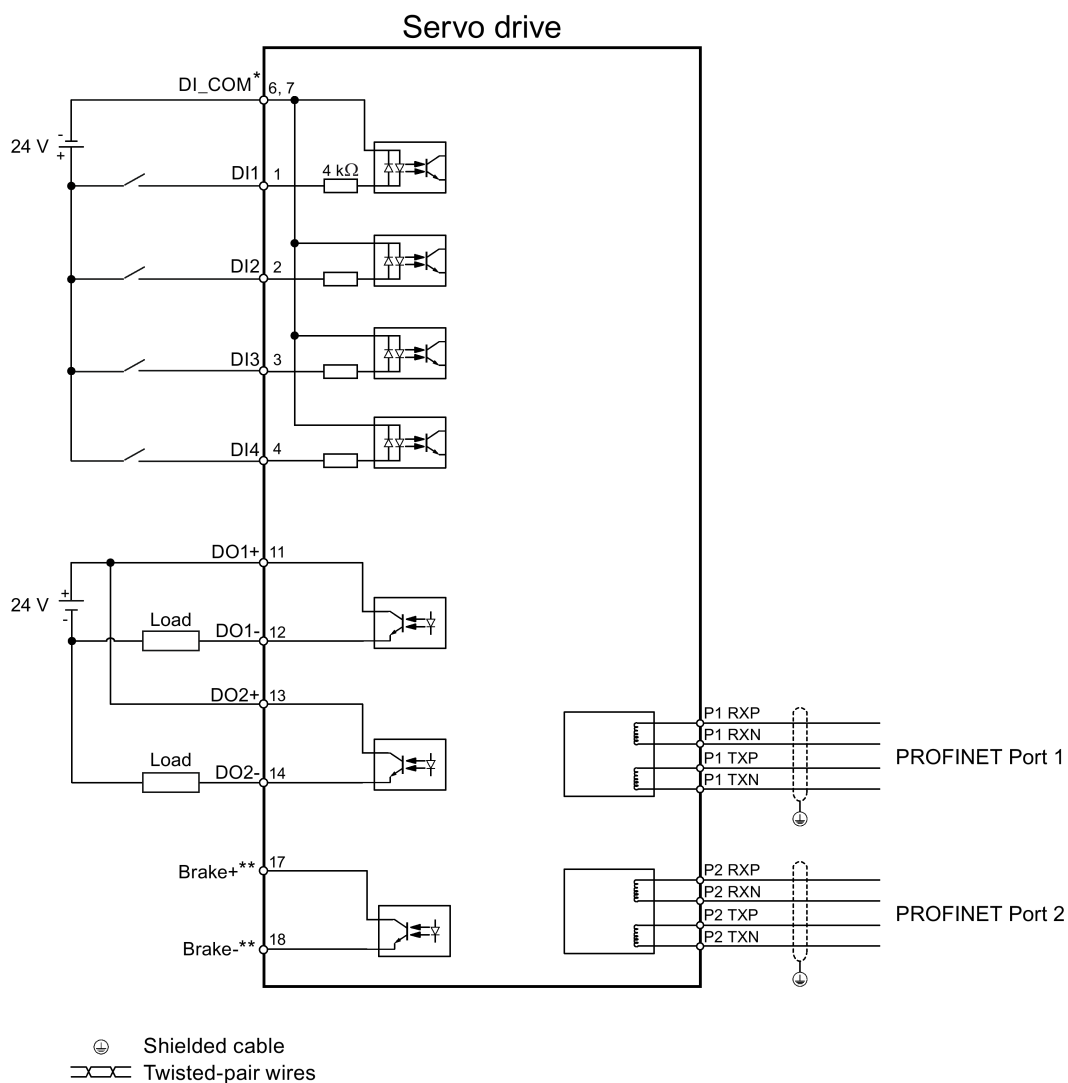 Servo drive
DI_COM* 6, 7
-
24 V
+
DI1 1 4 kΩ
DI2 2
DI3 3
DI4 4
DO1+ 11
+
24 V
-
Load DO1- 12
DO2+ 13
Load DO2- 14
Brake+** 17
Brake-** 18
P1 RXP
P1 RXN
P1 TXP
P1 TXN
PROFINET Port 1
P2 RXP
P2 RXN
P2 TXP
P2 TXN
PROFINET Port 2
Shielded cable
Twisted-pair wires